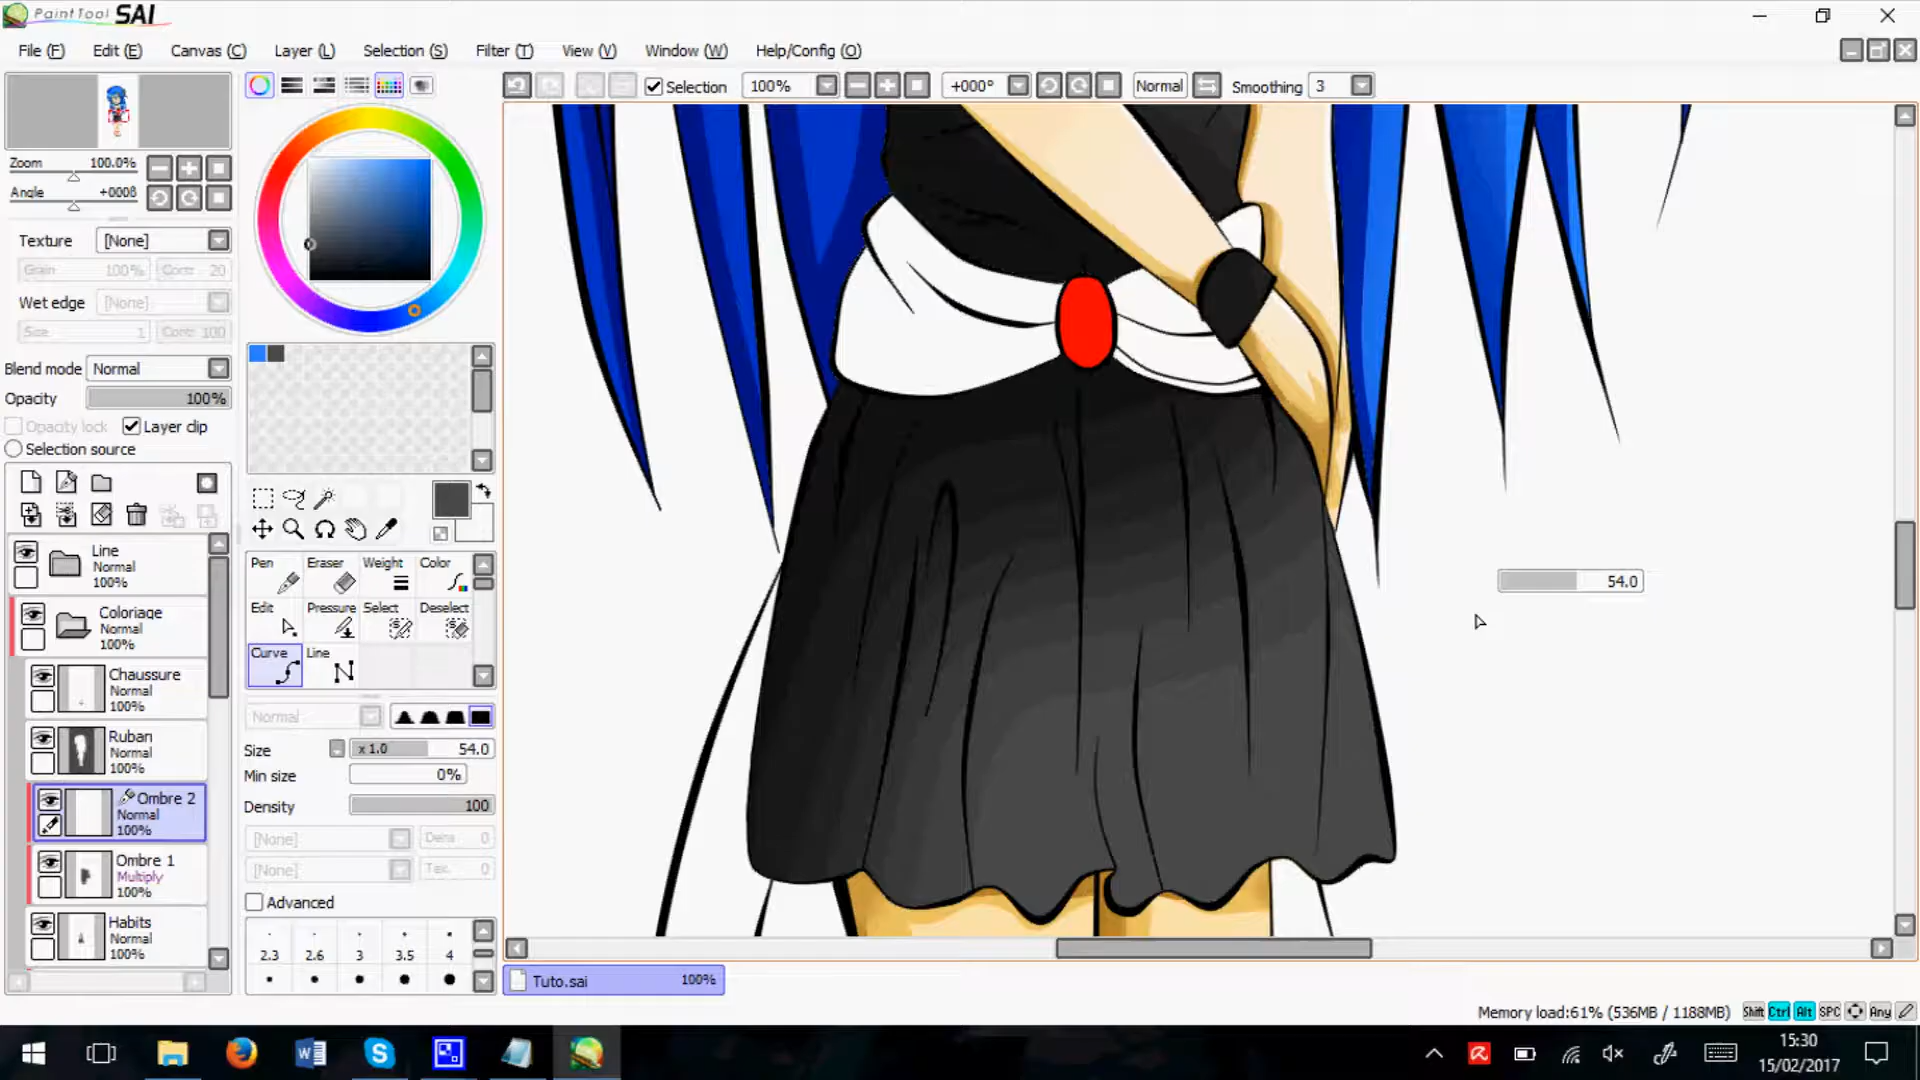 PaintTool SAI
File (F) Edit (E) Canvas (C) Layer (L) Selection (S) Filter (T) View (V) Window (W) Help/Config (O)
Selection 100% +000° Normal Smoothing 3
Zoom 100.0%
Angle +000ß
Texture [None]
Grain 100% Contr 20
Wet edge [None]
Size 1 Contr 100
Blend mode Normal
Opacity 100%
Opacity lock Layer clip
Selection source
Line
Normal
100%
Coloriage
Normal
100%
Chaussure
Normal
100%
Ruban
Normal
100%
Ombre 2
Normal
100%
Ombre 1
Multiply
100%
Habits
Normal
100%
Pen Eraser Weight Color
Edit Pressure Select Deselect
Curve Line
Normal
Size x 1.0 54.0
Min size 0%
Density 100
[None] Dens 0
[None] Tex. 0
Advanced
2.3 2.6 3 3.5 4
54.0
Tuto.sai 100%
Memory load:61% (536MB / 1188MB) Shift Ctrl Alt SPC Any
15:30
15/02/2017